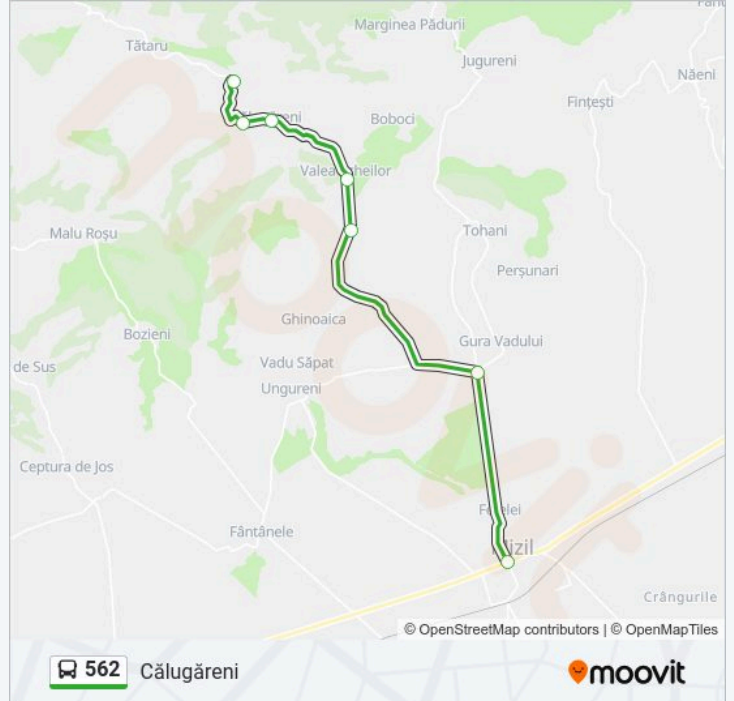 Marginea Pădurii
Tătaru
Jugureni
Năeni
Fințești
Boboci
Malu Roșu
Tohani
Perșunari
Ghinoaica
Bozieni
Gura Vadului
Vadu Săpat
de Sus
Ungureni
Ceptura de Jos
Fântânele
Crângurile
© OpenStreetMap contributors | © OpenMapTiles
562 Călugăreni
moovit